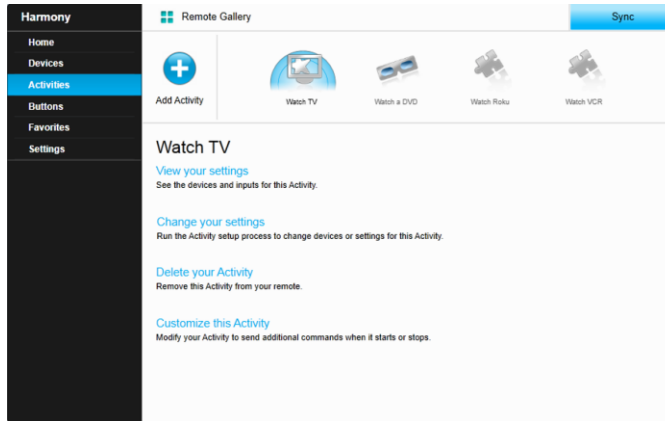 Harmony
Remote Gallery
Sync
Home
Devices
Activities
Buttons
Favorites
Settings
Add Activity
Watch TV
Watch a DVD
Watch Roku
Watch VCR
Watch TV
View your settings
See the devices and inputs for this Activity.
Change your settings
Run the Activity setup process to change devices or settings for this Activity.
Delete your Activity
Remove this Activity from your remote.
Customize this Activity
Modify your Activity to send additional commands when it starts or stops.